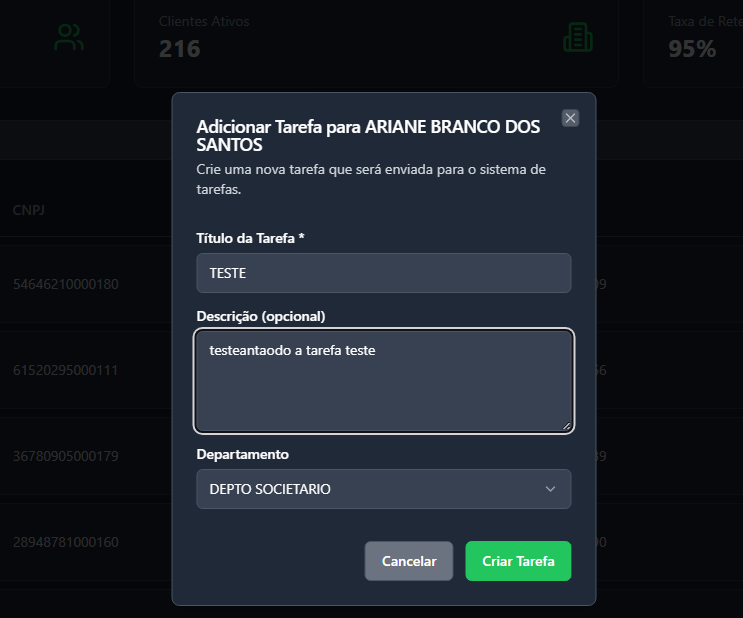 Clientes Ativos
216
Taxa de Rete
95%
Adicionar Tarefa para ARIANE BRANCO DOS
SANTOS
Crie uma nova tarefa que será enviada para o sistema de
tarefas.
CNPJ
Título da Tarefa *
TESTE
54646210000180
Descrição (opcional)
testeantaodo a tarefa teste
61520295000111
36780905000179
Departamento
DEPTO SOCIETARIO
28948781000160
Cancelar
Criar Tarefa